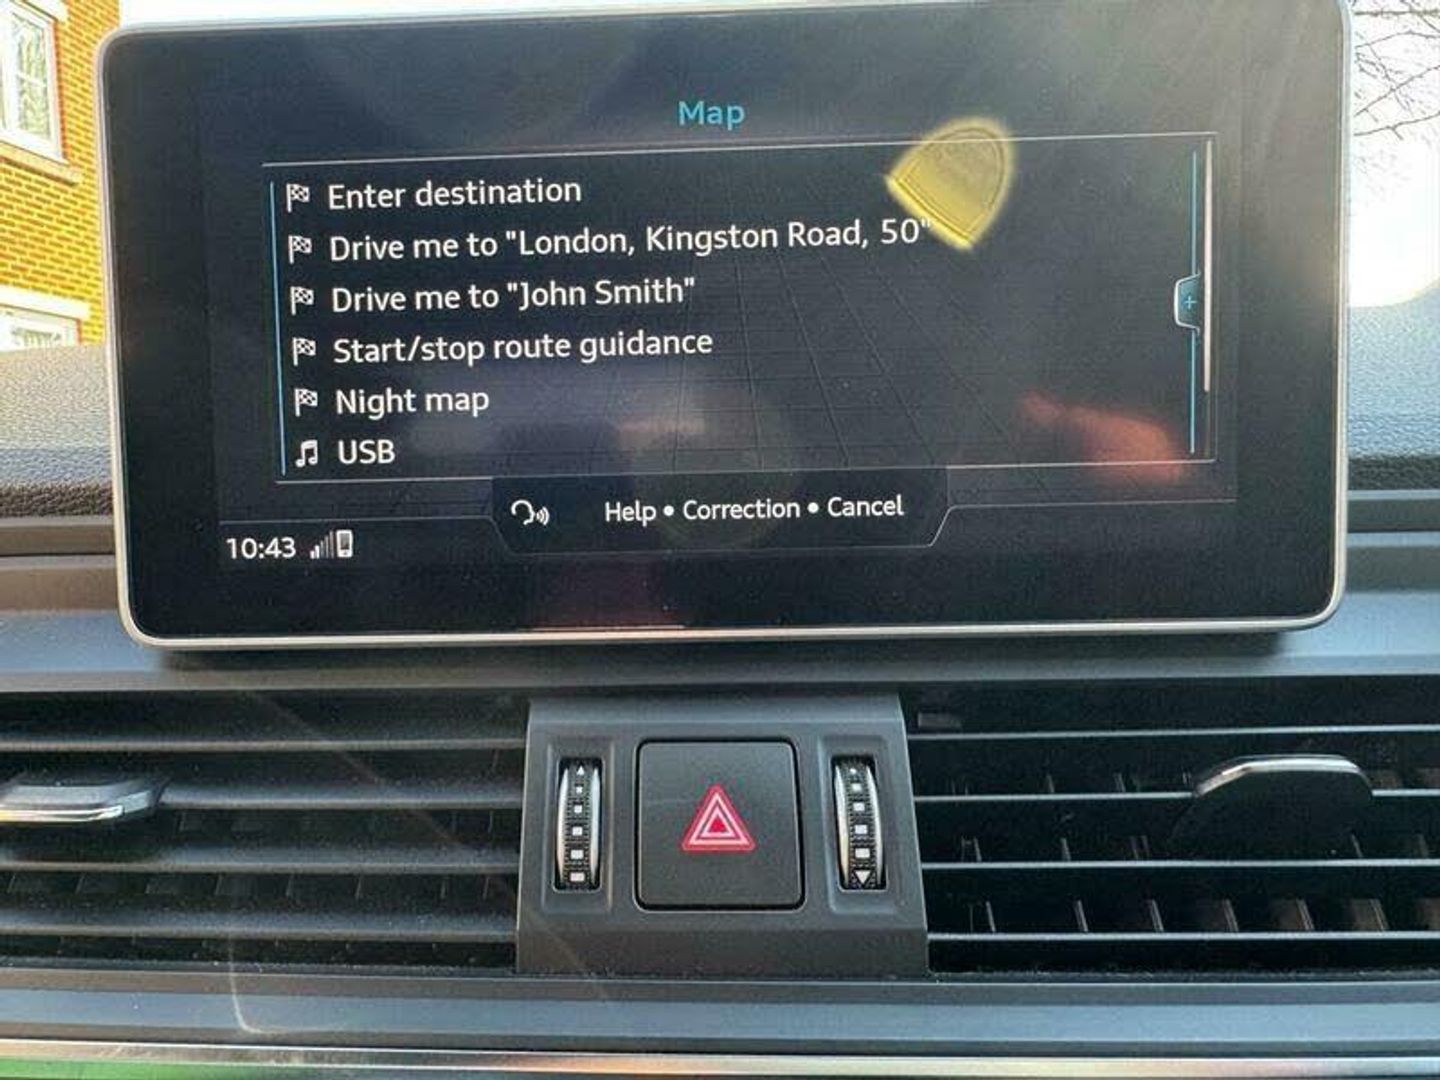 Map
Enter destination
Drive me to "London, Kingston Road, 50"
Drive me to "John Smith"
Start/stop route guidance
Night map
USB
Help • Correction • Cancel
10:43